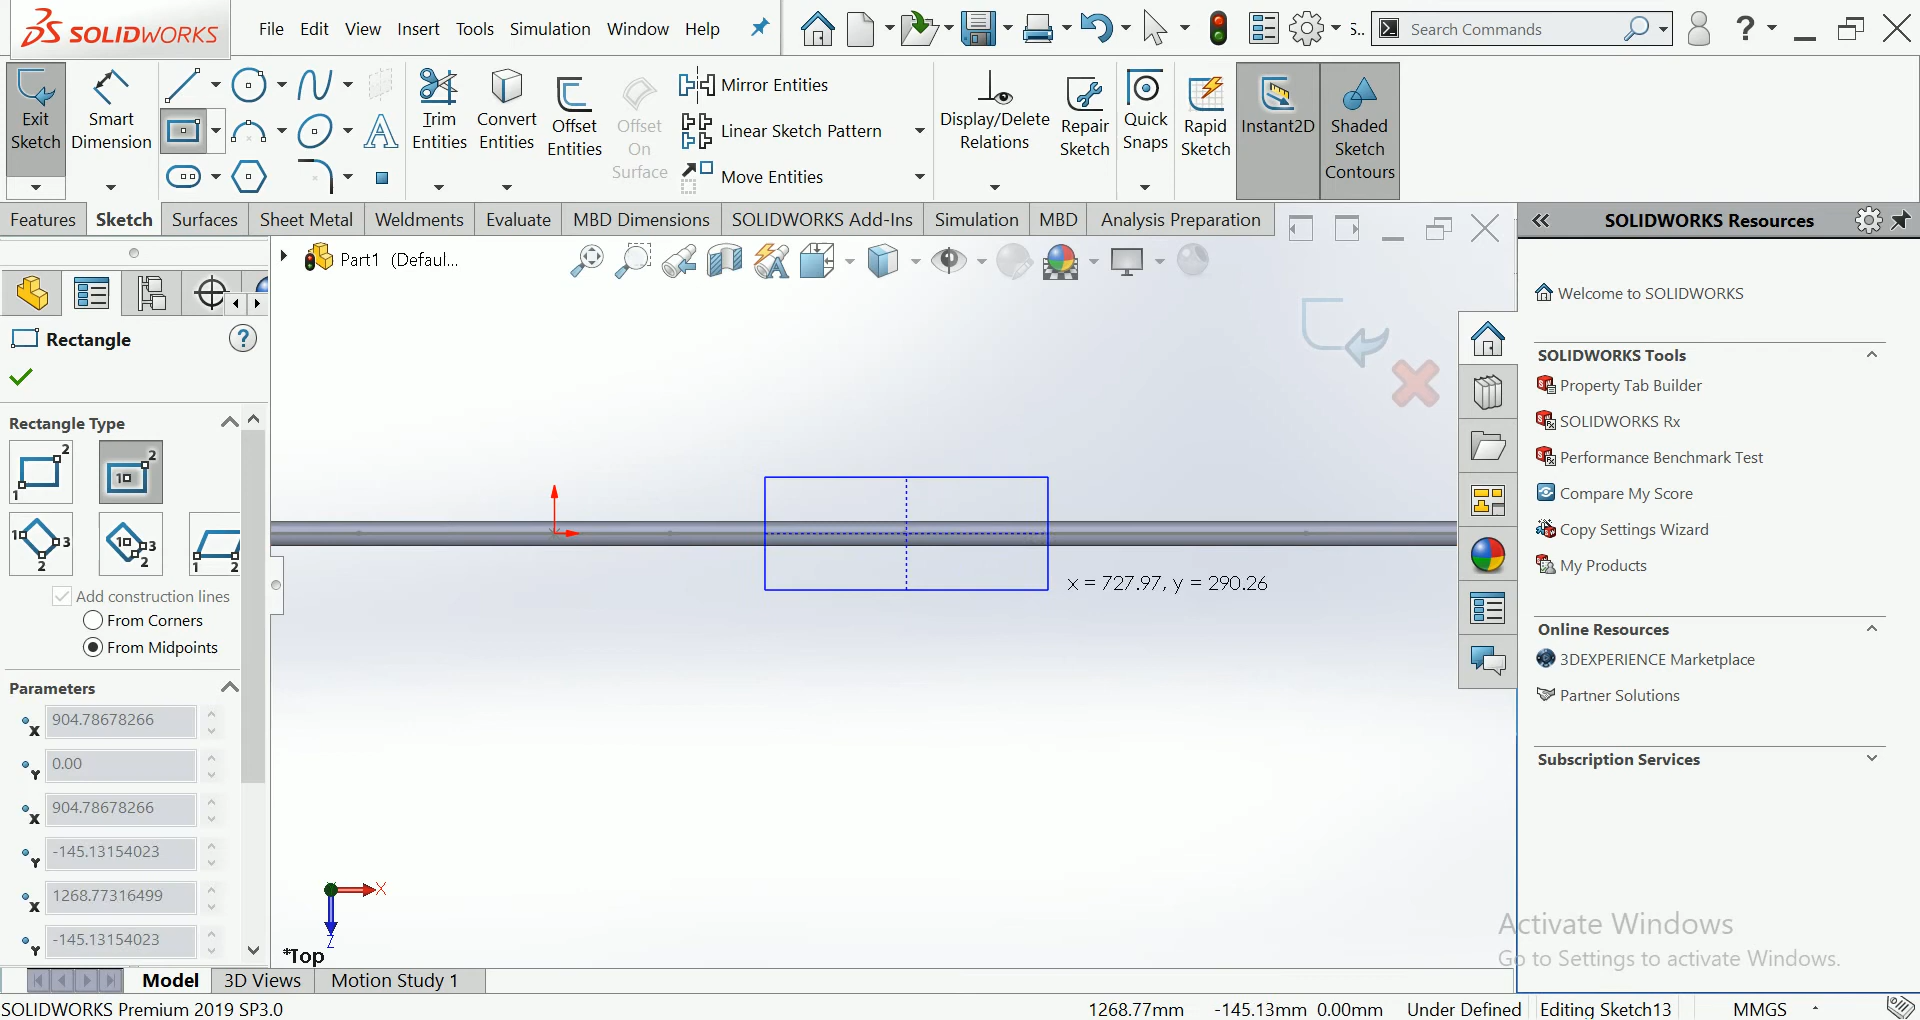 SOLIDWORKS File Edit View Insert Tools Simulation Window Help S.. Search Commands ?
Exit Sketch
Smart Dimension
Trim Entities
Convert Entities
Offset Entities
Offset On Surface
Mirror Entities
Linear Sketch Pattern
Move Entities
Display/Delete Relations
Repair Sketch
Quick Snaps
Rapid Sketch
Instant2D
Shaded Sketch Contours
Features Sketch Surfaces Sheet Metal Weldments Evaluate MBD Dimensions SOLIDWORKS Add-Ins Simulation MBD Analysis Preparation
SOLIDWORKS Resources
Part1 (Defaul...
Rectangle ?
Rectangle Type
Add construction lines
From Corners
From Midpoints
Parameters
904.78678266
0.00
904.78678266
-145.13154023
1268.77316499
-145.13154023
x = 727.97, y = 290.26
X
Z
*Top
Welcome to SOLIDWORKS
SOLIDWORKS Tools
Property Tab Builder
SOLIDWORKS Rx
Performance Benchmark Test
Compare My Score
Copy Settings Wizard
My Products
Online Resources
3DEXPERIENCE Marketplace
Partner Solutions
Subscription Services
Activate Windows
Go to Settings to activate Windows.
Model 3D Views Motion Study 1
SOLIDWORKS Premium 2019 SP3.0 1268.77mm -145.13mm 0.00mm Under Defined Editing Sketch13 MMGS